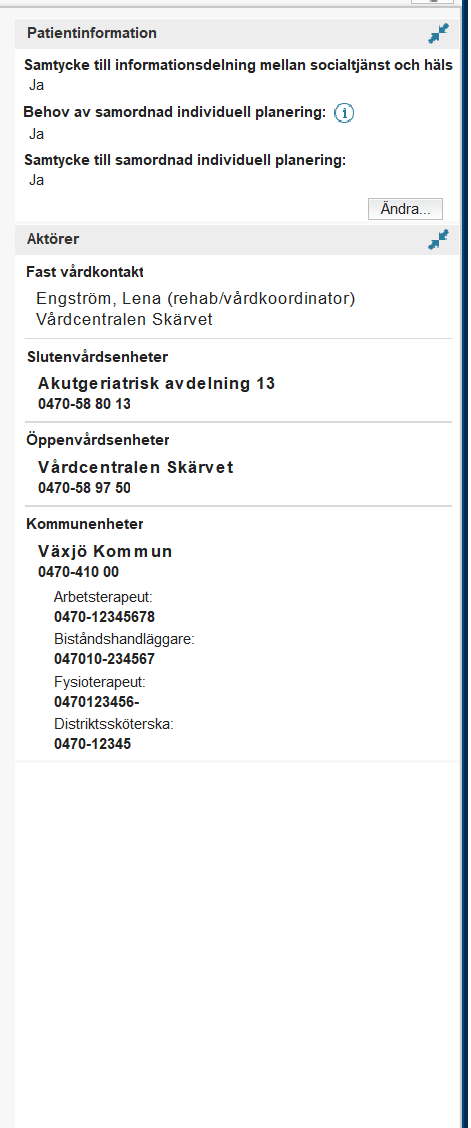 Patientinformation
Samtycke till informationsdelning mellan socialtjänst och häls
Ja
Behov av samordnad individuell planering:
Ja
Samtycke till samordnad individuell planering:
Ja
Ändra...
Aktörer
Fast vårdkontakt
Engström, Lena (rehab/vårdkoordinator)
Vårdcentralen Skärvet
Slutenvårdsenheter
Akutgeriatrisk avdelning 13
0470-58 80 13
Öppenvårdsenheter
Vårdcentralen Skärvet
0470-58 97 50
Kommunenheter
Växjö Kommun
0470-410 00
Arbetsterapeut:
0470-12345678
Biståndshandläggare:
047010-234567
Fysioterapeut:
0470123456-
Distriktssköterska:
0470-12345